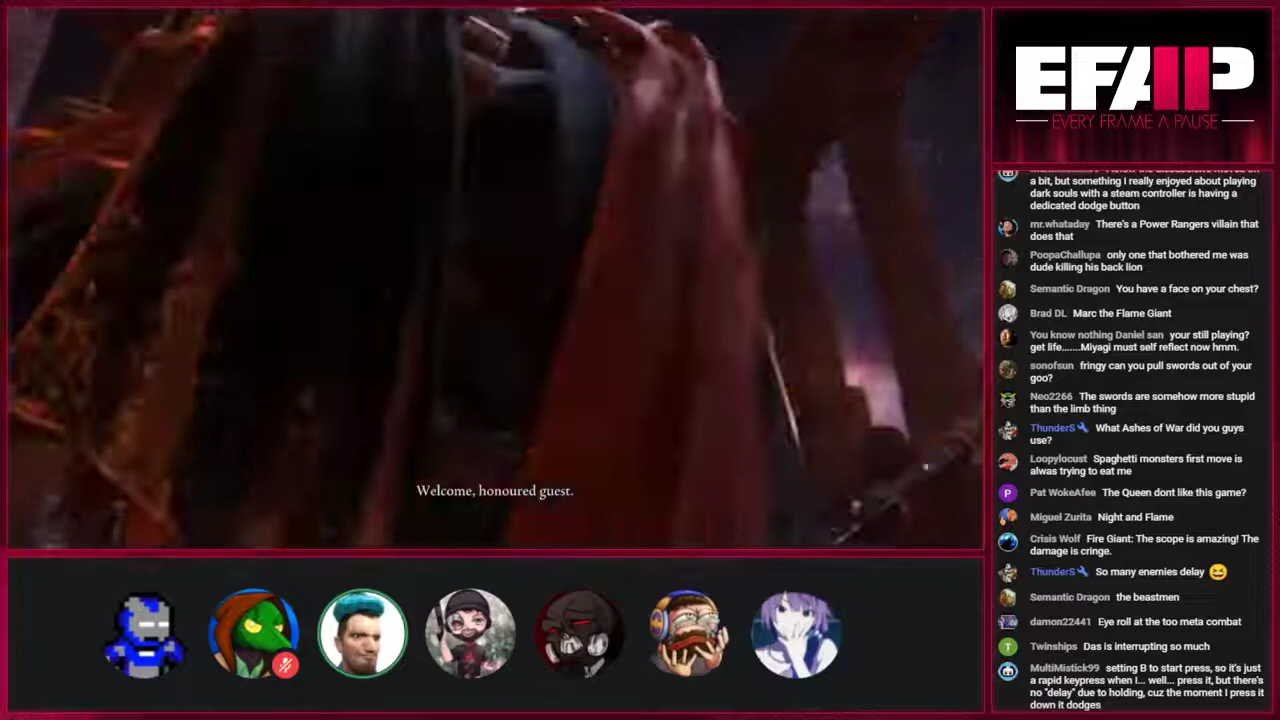 Welcome, honoured guest.
EFAP
EVERY FRAME A PAUSE
a bit, but something I really enjoyed about playing
dark souls with a steam controller is having a
dedicated dodge button
mr.whataday There's a Power Rangers villain that
does that
PoopaChallupa only one that bothered me was
dude killing his back lion
Semantic Dragon You have a face on your chest?
Brad DL Marc the Flame Giant
You know nothing Daniel san your still playing?
get life.......Miyagi must self reflect now hmm.
sonofsun fringy can you pull swords out of your
goo?
Neo2266 The swords are somehow more stupid
than the limb thing
ThunderS What Ashes of War did you guys
use?
Loopylocust Spaghetti monsters first move is
alwas trying to eat me
P
Pat WokeAfee The Queen dont like this game?
Miguel Zurita Night and Flame
Crisis Wolf Fire Giant: The scope is amazing! The
damage is cringe.
ThunderS So many enemies delay 😆
Semantic Dragon the beastmen
damon22441 Eye roll at the too meta combat
T
Twinships Das is interrupting so much
MultiMistick99 setting B to start press, so it's just
a rapid keypress when I... well... press it, but there's
no "delay" due to holding, cuz the moment I press it
down it dodges